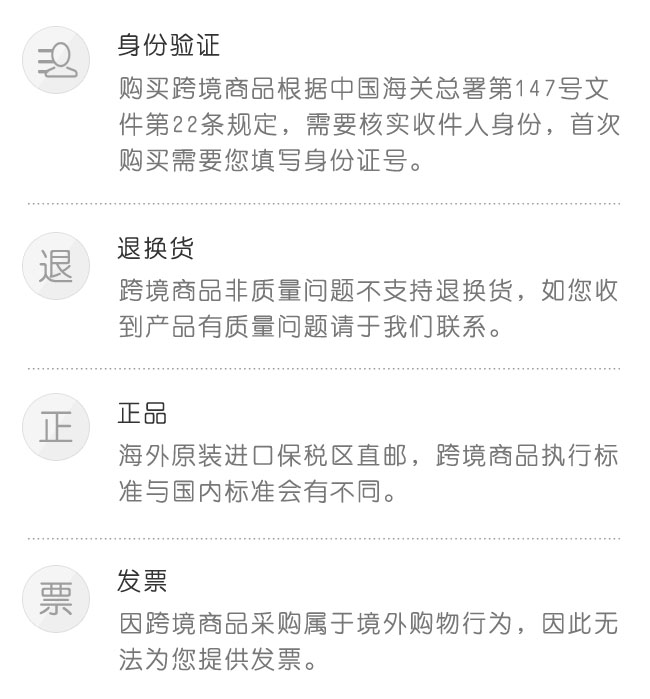 身份验证
购买跨境商品根据中国海关总署第147号文
件第22条规定，需要核实收件人身份，首次
购买需要您填写身份证号。
退
退换货
跨境商品非质量问题不支持退换货，如您收
到产品有质量问题请于我们联系。
正
正品
海外原装进口保税区直邮，跨境商品执行标
准与国内标准会有不同。
票
发票
因跨境商品采购属于境外购物行为，因此无
法为您提供发票。